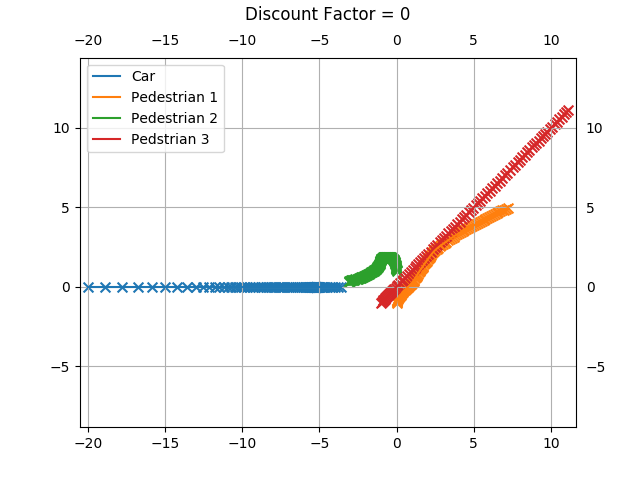 Discount Factor = 0
−20 −15 −10 −5 0 5 10
Car
Pedestrian 1
Pedestrian 2
Pedstrian 3
10 10
5 5
0 0
−5 −5
−20 −15 −10 −5 0 5 10